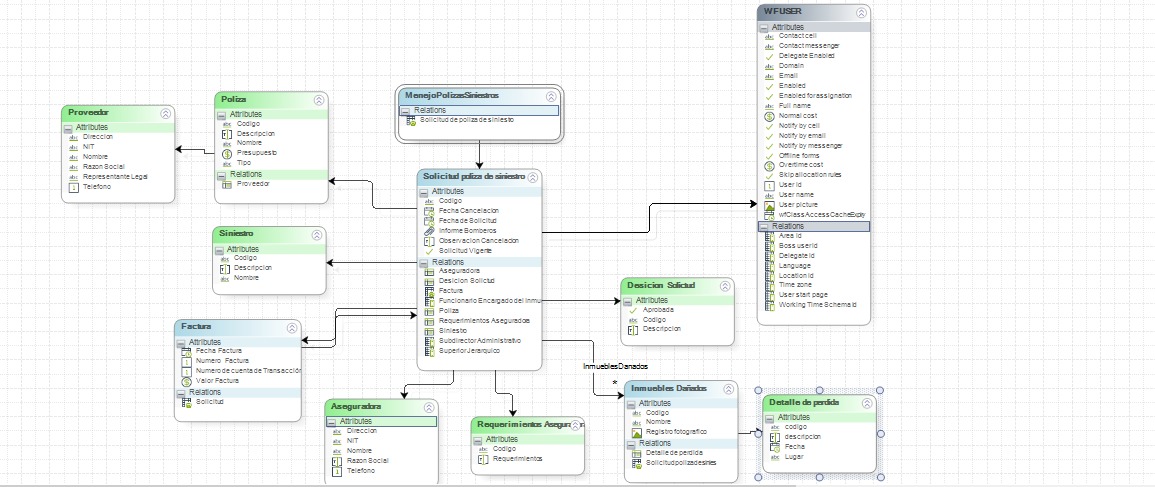 WFUSER
Attributes
Contact cell
Contact messenger
Delegate Enabled
Domain
Email
Enabled
Enabled for assignation
Full name
Normal cost
Notify by cell
Notify by email
Notify by messenger
Offline forms
Overtime cost
Skip allocation rules
User id
User name
User picture
wfClassAccessCacheExpiry
Relations
Area Id
Boss user id
Delegate Id
Language
Location Id
Time zone
User start page
Working Time Schema Id
MenejoPolizasSiniestros
Relations
Solicitud de poliza de siniesto
Poliza
Attributes
Codigo
Descripcion
Nombre
Presupuesto
Tipo
Relations
Proveedor
Proveedor
Attributes
Direccion
NIT
Nombre
Razon Social
Representante Legal
Telefono
Solicitud poliza de siniestro
Attributes
Codigo
Fecha Cancelacion
Fecha de Solicitud
Informe Bomberos
Observacion Cancelacion
Solicitud Vigente
Relations
Aseguradora
Desicion Solictud
Factura
Funcionario Encargado del Inmu
Poliza
Requerimientos Aseguradora
Siniestro
Subdirector Administrativo
Superior Jerarquico
Siniestro
Attributes
Codigo
Descripcion
Nombre
Desicion Solictud
Attributes
Aprobada
Codigo
Descripcion
Factura
Attributes
Fecha Factura
Numero Factura
Numero de cuenta de Transacción
Valor Factura
Relations
Solicitud
InmueblesDanados
*
Inmuebles Dañados
Attributes
Codigo
Nombre
Registro fotografico
Relations
Detalle de perdida
Solicitudpolizadesinies
Detalle de perdida
Attributes
codigo
descripcion
Fecha
Lugar
Aseguradora
Attributes
Direccion
NIT
Nombre
Razon Social
Telefono
Requerimientos Asegurador
Attributes
Codigo
Requerimientos